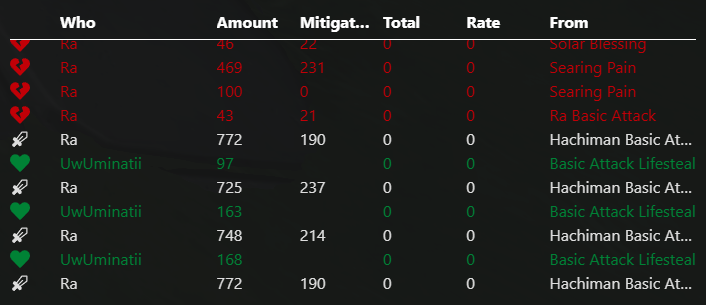 Who Amount Mitigat... Total Rate From
Ra 46 22 0 0 Solar Blessing
Ra 469 231 0 0 Searing Pain
Ra 100 0 0 0 Searing Pain
Ra 43 21 0 0 Ra Basic Attack
Ra 772 190 0 0 Hachiman Basic At...
UwUminatii 97 0 0 Basic Attack Lifesteal
Ra 725 237 0 0 Hachiman Basic At...
UwUminatii 163 0 0 Basic Attack Lifesteal
Ra 748 214 0 0 Hachiman Basic At...
UwUminatii 168 0 0 Basic Attack Lifesteal
Ra 772 190 0 0 Hachiman Basic At...